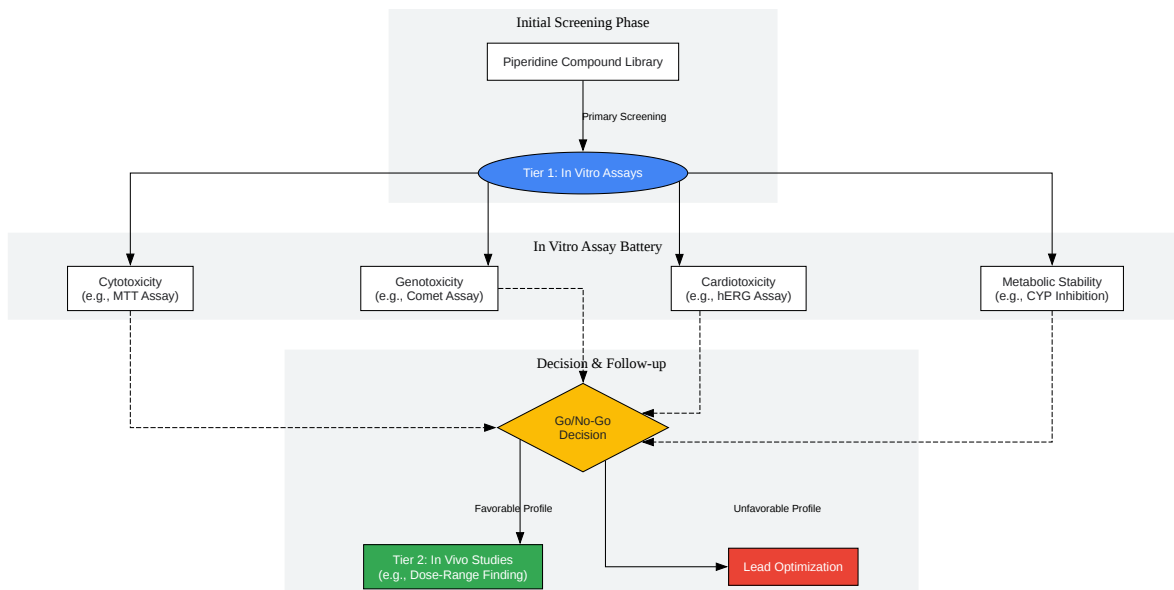 Initial Screening Phase
Piperidine Compound Library
Primary Screening
Tier 1: In Vitro Assays
In Vitro Assay Battery
Cytotoxicity
(e.g., MTT Assay)
Genotoxicity
(e.g., Comet Assay)
Cardiotoxicity
(e.g., hERG Assay)
Metabolic Stability
(e.g., CYP Inhibition)
Decision & Follow-up
Go/No-Go
Decision
Favorable Profile
Unfavorable Profile
Tier 2: In Vivo Studies
(e.g., Dose-Range Finding)
Lead Optimization